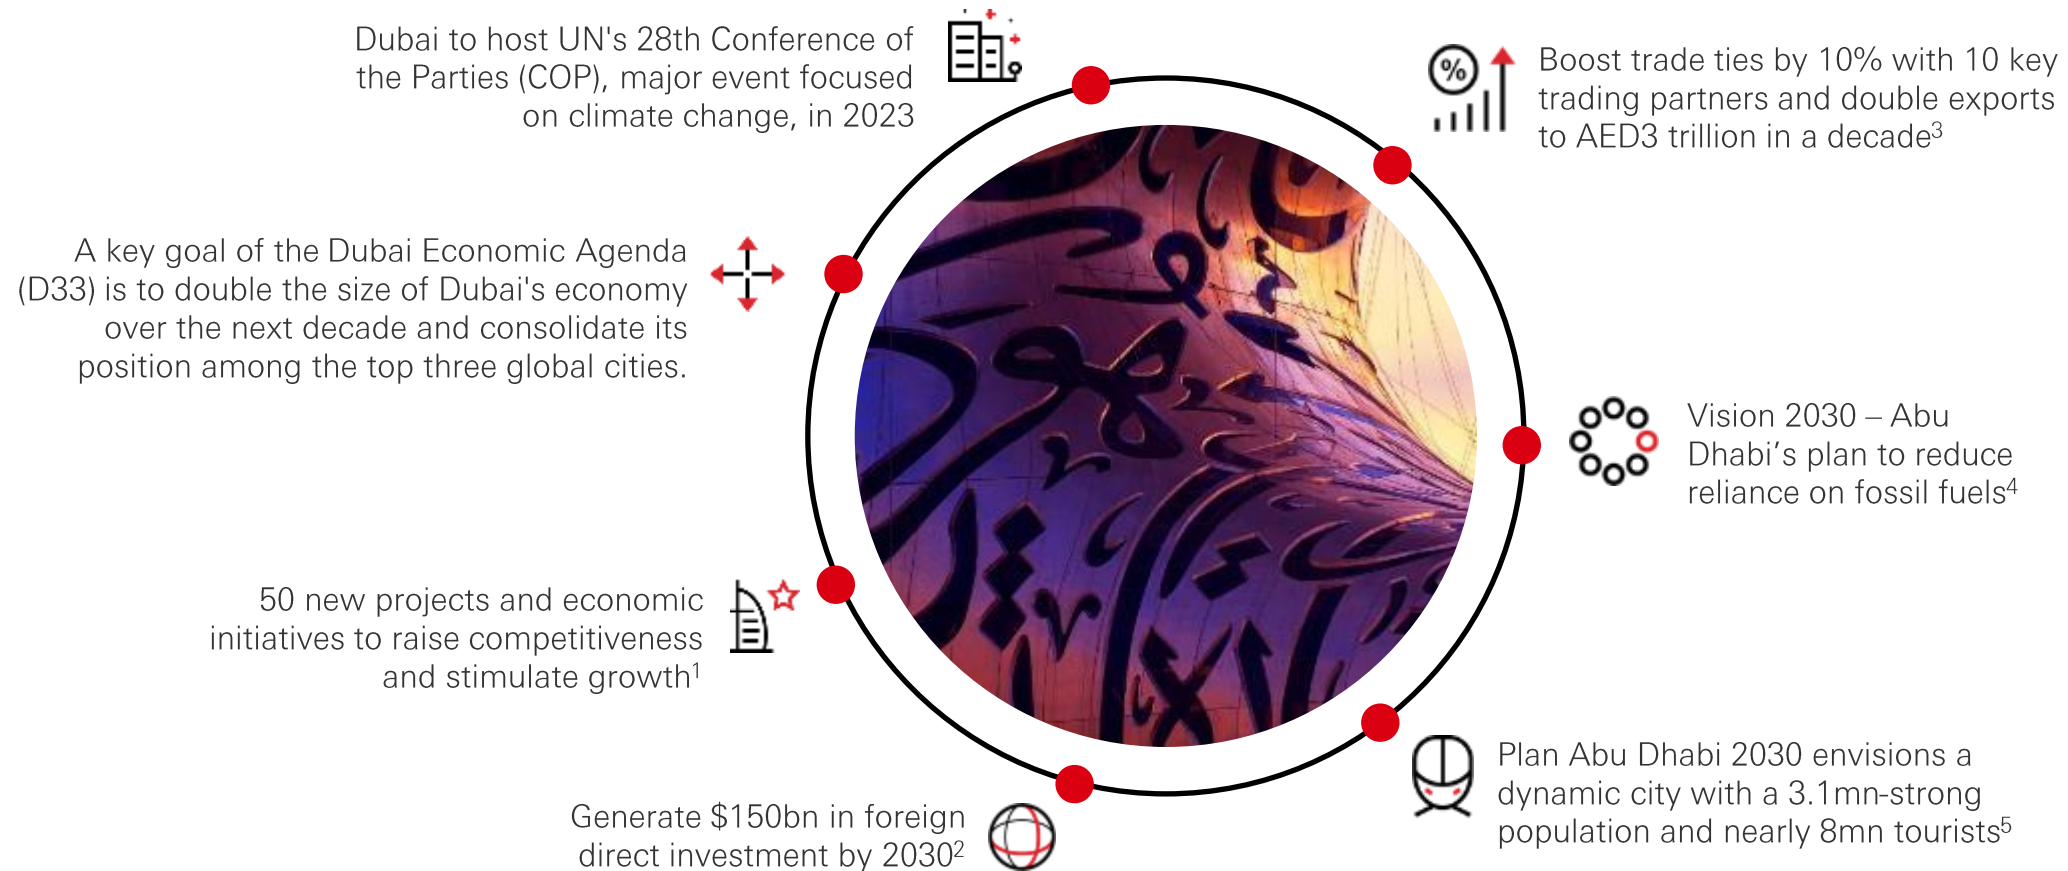 Dubai to host UN's 28th Conference of
the Parties (COP), major event focused
on climate change, in 2023
%
Boost trade ties by 10% with 10 key
trading partners and double exports
to AED3 trillion in a decade³
A key goal of the Dubai Economic Agenda
(D33) is to double the size of Dubai's economy
over the next decade and consolidate its
position among the top three global cities.
Vision 2030 – Abu
Dhabi’s plan to reduce
reliance on fossil fuels⁴
50 new projects and economic
initiatives to raise competitiveness
and stimulate growth¹
Plan Abu Dhabi 2030 envisions a
dynamic city with a 3.1mn-strong
population and nearly 8mn tourists⁵
Generate $150bn in foreign
direct investment by 2030²